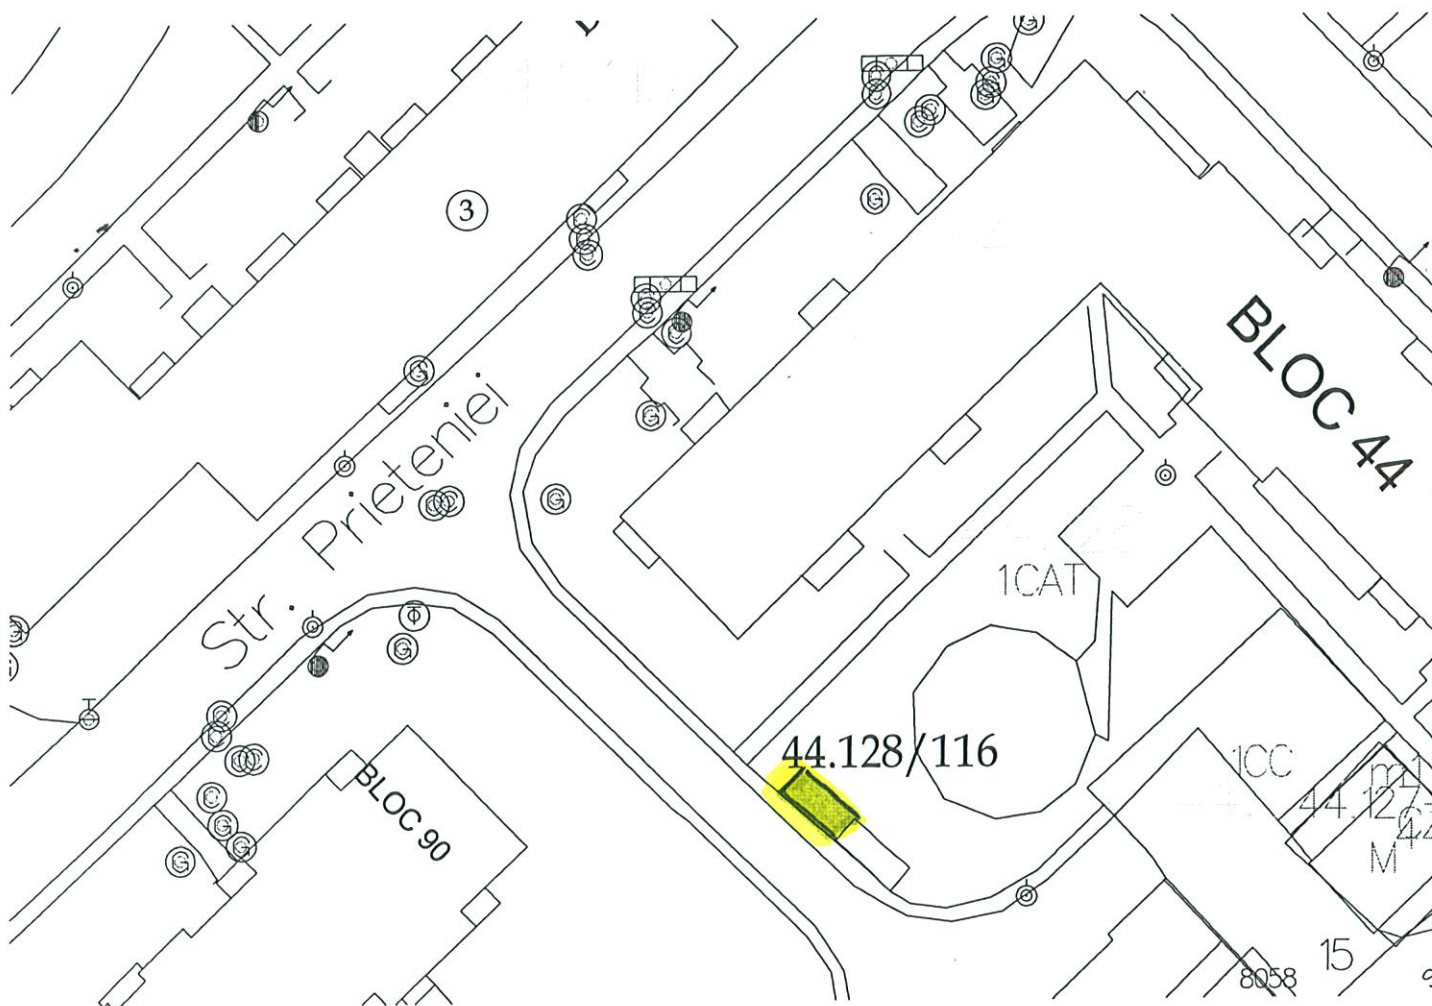 3
Str. Prieteniei
BLOC 44
1CAT
44.128/116
1CC
BLOC 90
M
15
8058